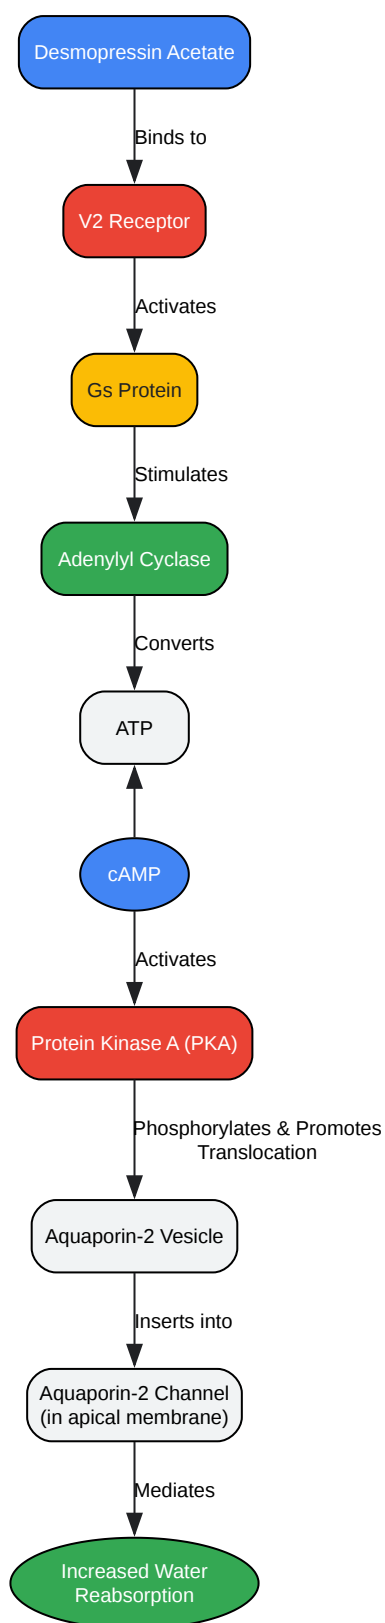 Desmopressin Acetate
Binds to
V2 Receptor
Activates
Gs Protein
Stimulates
Adenylyl Cyclase
Converts
ATP
cAMP
Activates
Protein Kinase A (PKA)
Phosphorylates & Promotes
Translocation
Aquaporin-2 Vesicle
Inserts into
Aquaporin-2 Channel
(in apical membrane)
Mediates
Increased Water
Reabsorption